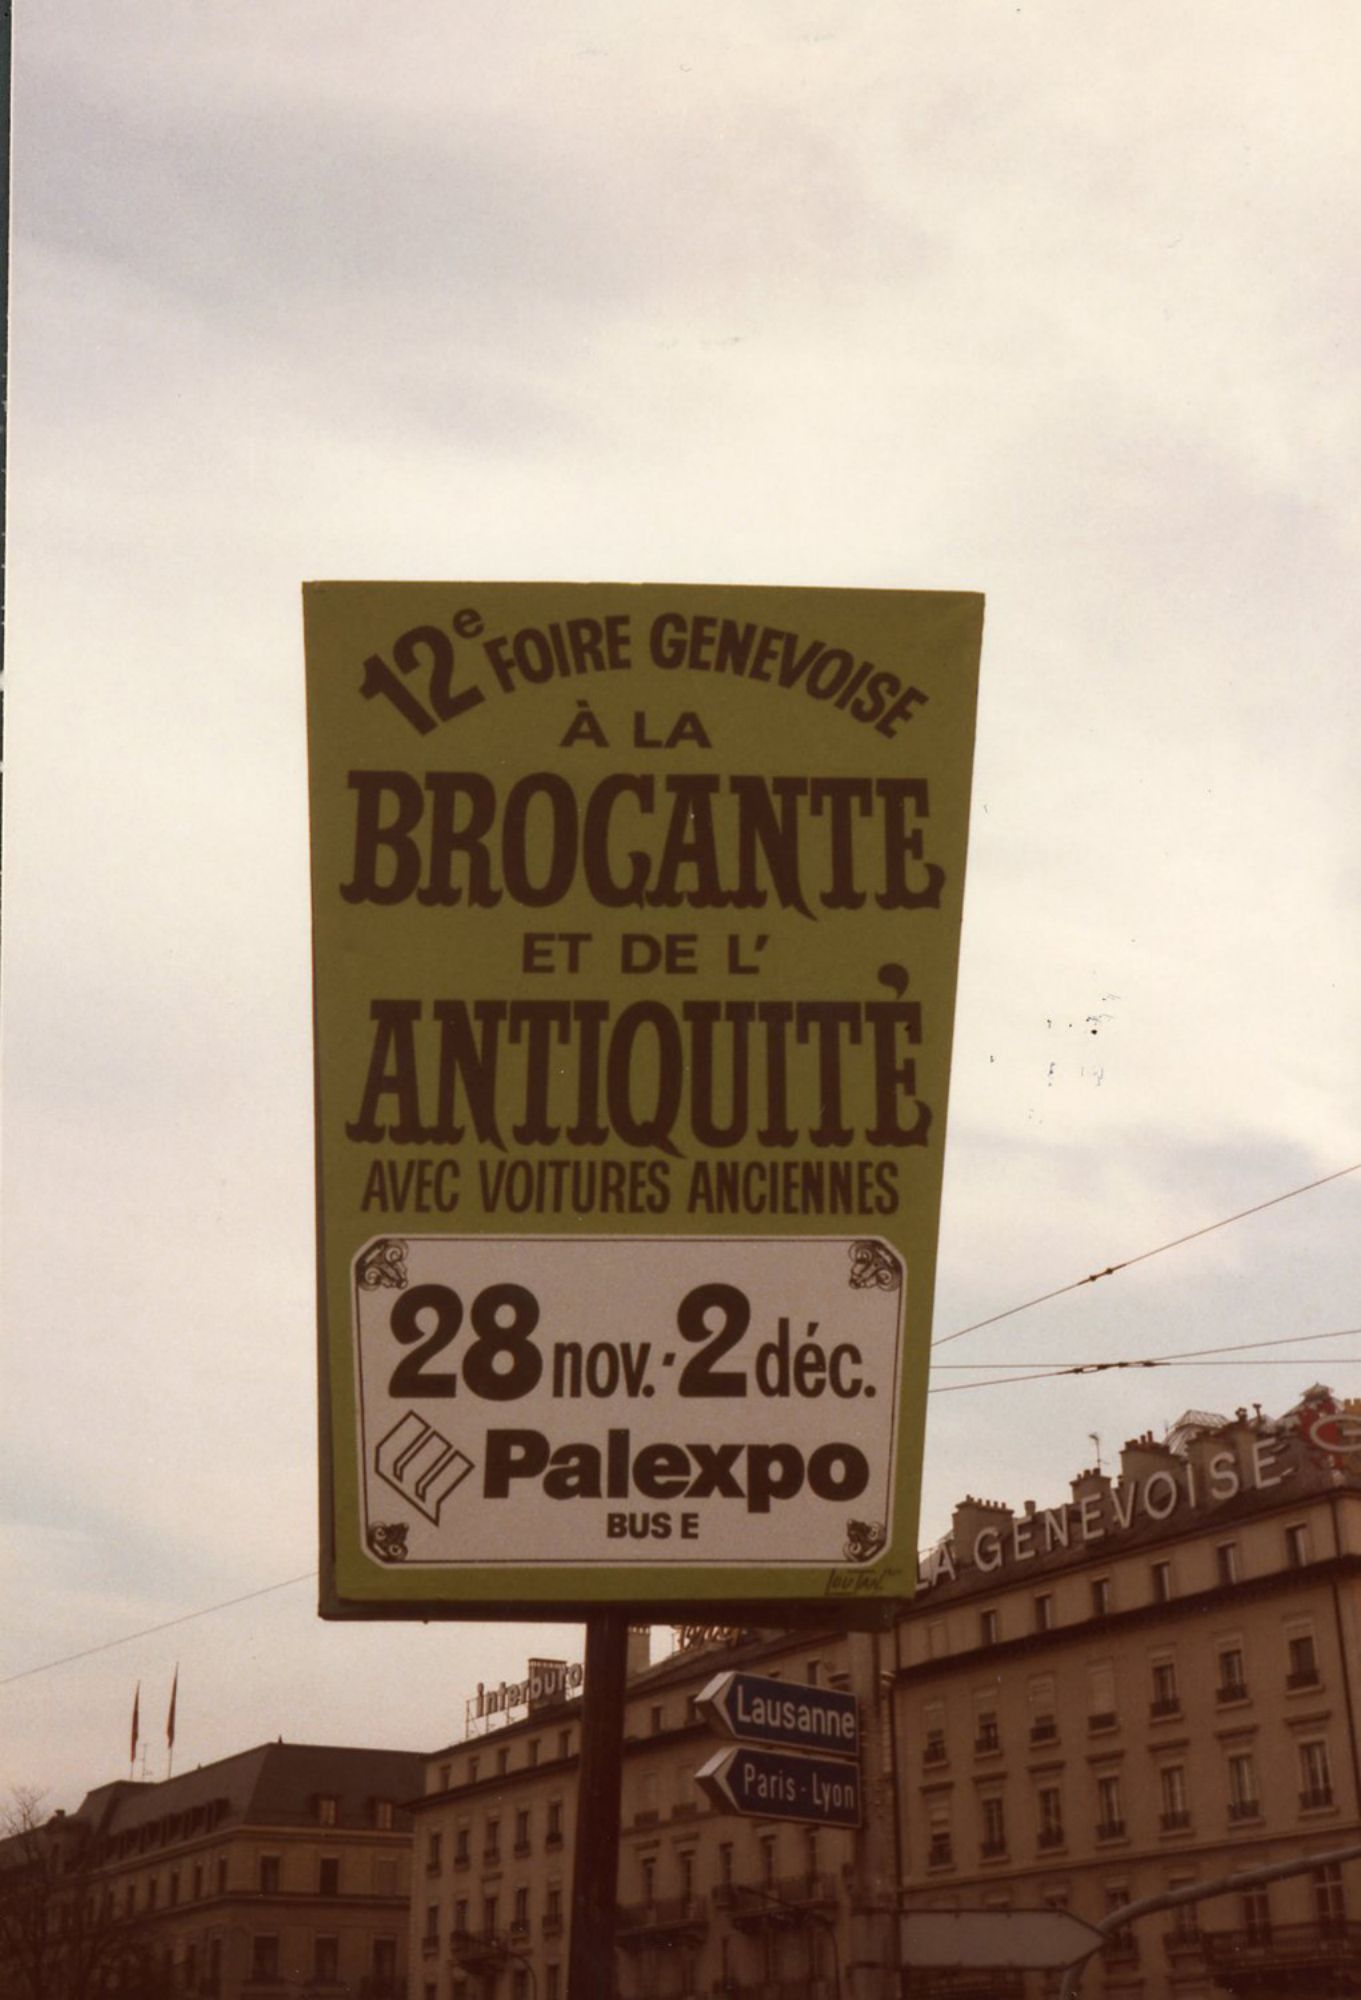 12e FOIRE GENEVOISE
À LA
BROCANTE
ET DE L'
ANTIQUITÉ
AVEC VOITURES ANCIENNES
28 nov. - 2 déc.
Palexpo
BUS E
LA GENEVOISE
interburo
Lausanne
Paris - Lyon